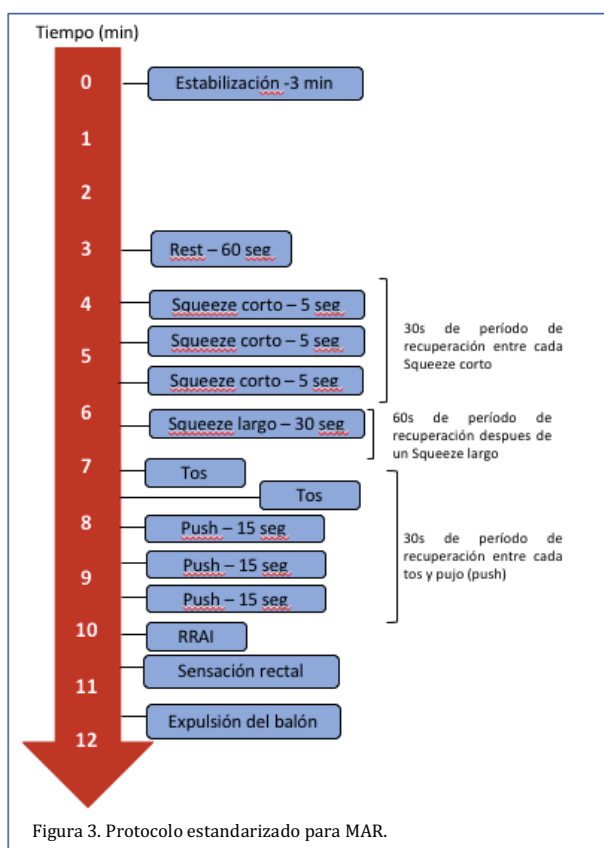 Tiempo (min)
0
Estabilización -3 min
1
2
3
Rest – 60 seg
4
Squeeze corto – 5 seg
Squeeze corto – 5 seg
5
Squeeze corto – 5 seg
30s de período de
recuperación entre cada
Squeeze corto
6
Squeeze largo – 30 seg
60s de período de
recuperación despues de
un Squeeze largo
7
Tos
Tos
8
Push – 15 seg
Push – 15 seg
9
Push – 15 seg
30s de período de
recuperación entre cada
tos y pujo (push)
10
RRAI
Sensación rectal
11
Expulsión del balón
12
Figura 3. Protocolo estandarizado para MAR.